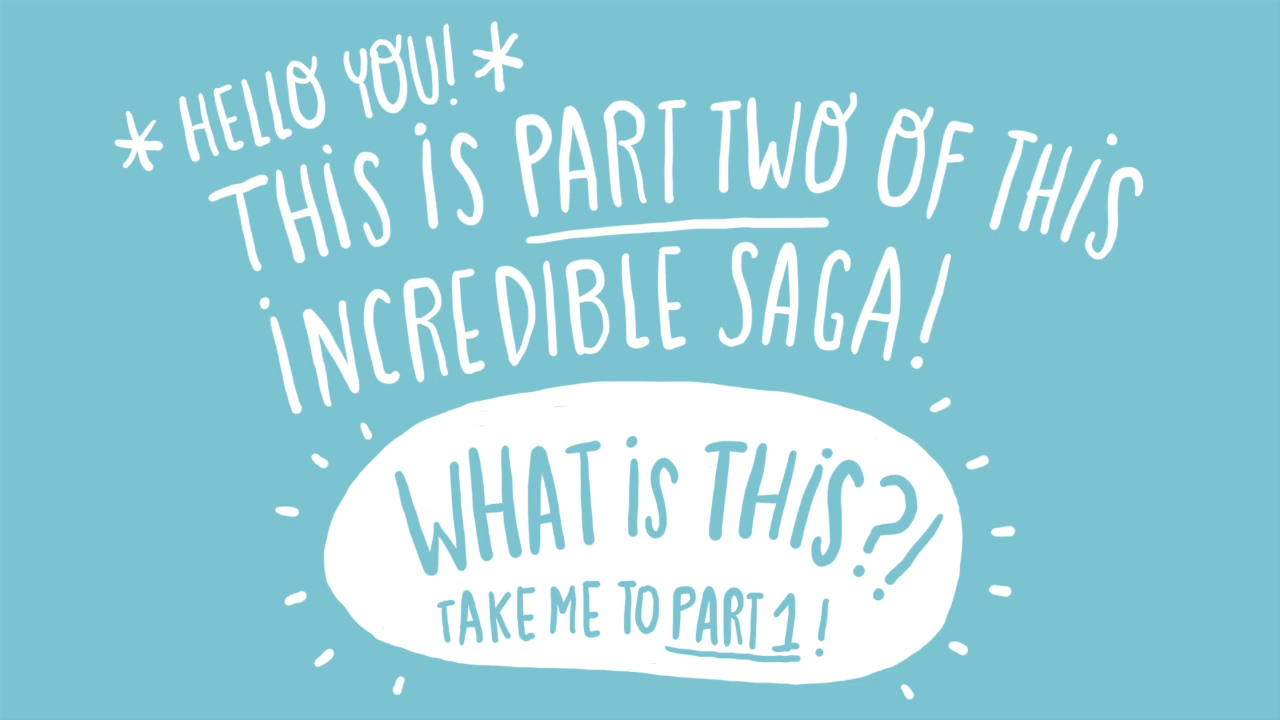 * HELLO YOU! *
THiS iS PART TWO OF THiS
iNCREDIBLE SAGA!
WHAT iS THiS?!
TAKE ME TO PART 1!